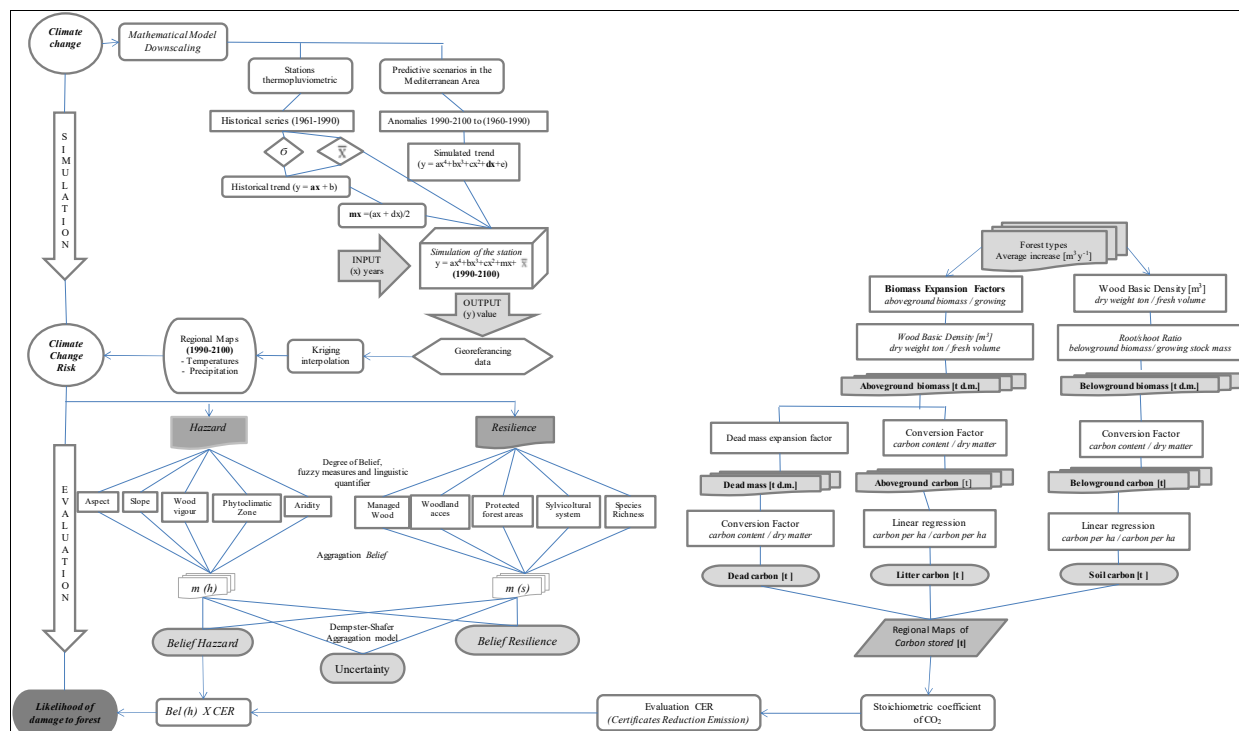 Climate
change
Mathematical Model
Downscaling
Stations
thermopluviometric
Predictive scenarios in the
Mediterranean Area
Historical series (1961-1990)
Anomalies 1990-2100 to (1960-1990)
σ
x̅
Simulated trend
(y = ax⁴+bx³+cx²+dx+e)
Historical trend (y = ax + b)
mx =(ax + dx)/2
SIMULATION
INPUT
(x) years
Simulation of the station
y = ax⁴+bx³+cx²+mx+ x̅
(1990-2100)
OUTPUT
(y) value
Climate
Change
Risk
Regional Maps
(1990-2100)
- Temperatures
- Precipitation
Kriging
interpolation
Georeferancing
data
Hazzard
Resilience
Degree of Belief,
fuzzy measures and linguistic
quantifier
EVALUATION
Aspect
Slope
Wood
vigour
Phytoclimatic
Zone
Aridity
Managed
Wood
Woodland
acces
Protected
forest areas
Sylvicoltural
system
Species
Richness
Aggragation Belief
m (h)
m (s)
Dempster-Shafer
Aggragation model
Belief Hazzard
Belief Resilience
Uncertainty
Likelihood of
damage to forest
Bel (h) X CER
Evaluation CER
(Certificates Reduction Emission)
Stoichiometric coefficient
of CO₂
Forest types
Average increase [m³ y⁻¹]
Biomass Expansion Factors
aboveground biomass / growing
Wood Basic Density [m³]
dry weight ton / fresh volume
Wood Basic Density [m³]
dry weight ton / fresh volume
Root/shoot Ratio
belowground biomass/ growing stock mass
Aboveground biomass [t d.m.]
Belowground biomass [t d.m.]
Dead mass expansion factor
Conversion Factor
carbon content / dry matter
Conversion Factor
carbon content / dry matter
Dead mass [t d.m.]
Aboveground carbon [t]
Belowground carbon [t]
Conversion Factor
carbon content / dry matter
Linear regression
carbon per ha / carbon per ha
Linear regression
carbon per ha / carbon per ha
Dead carbon [t ]
Litter carbon [t ]
Soil carbon [t ]
Regional Maps of
Carbon stored [t]